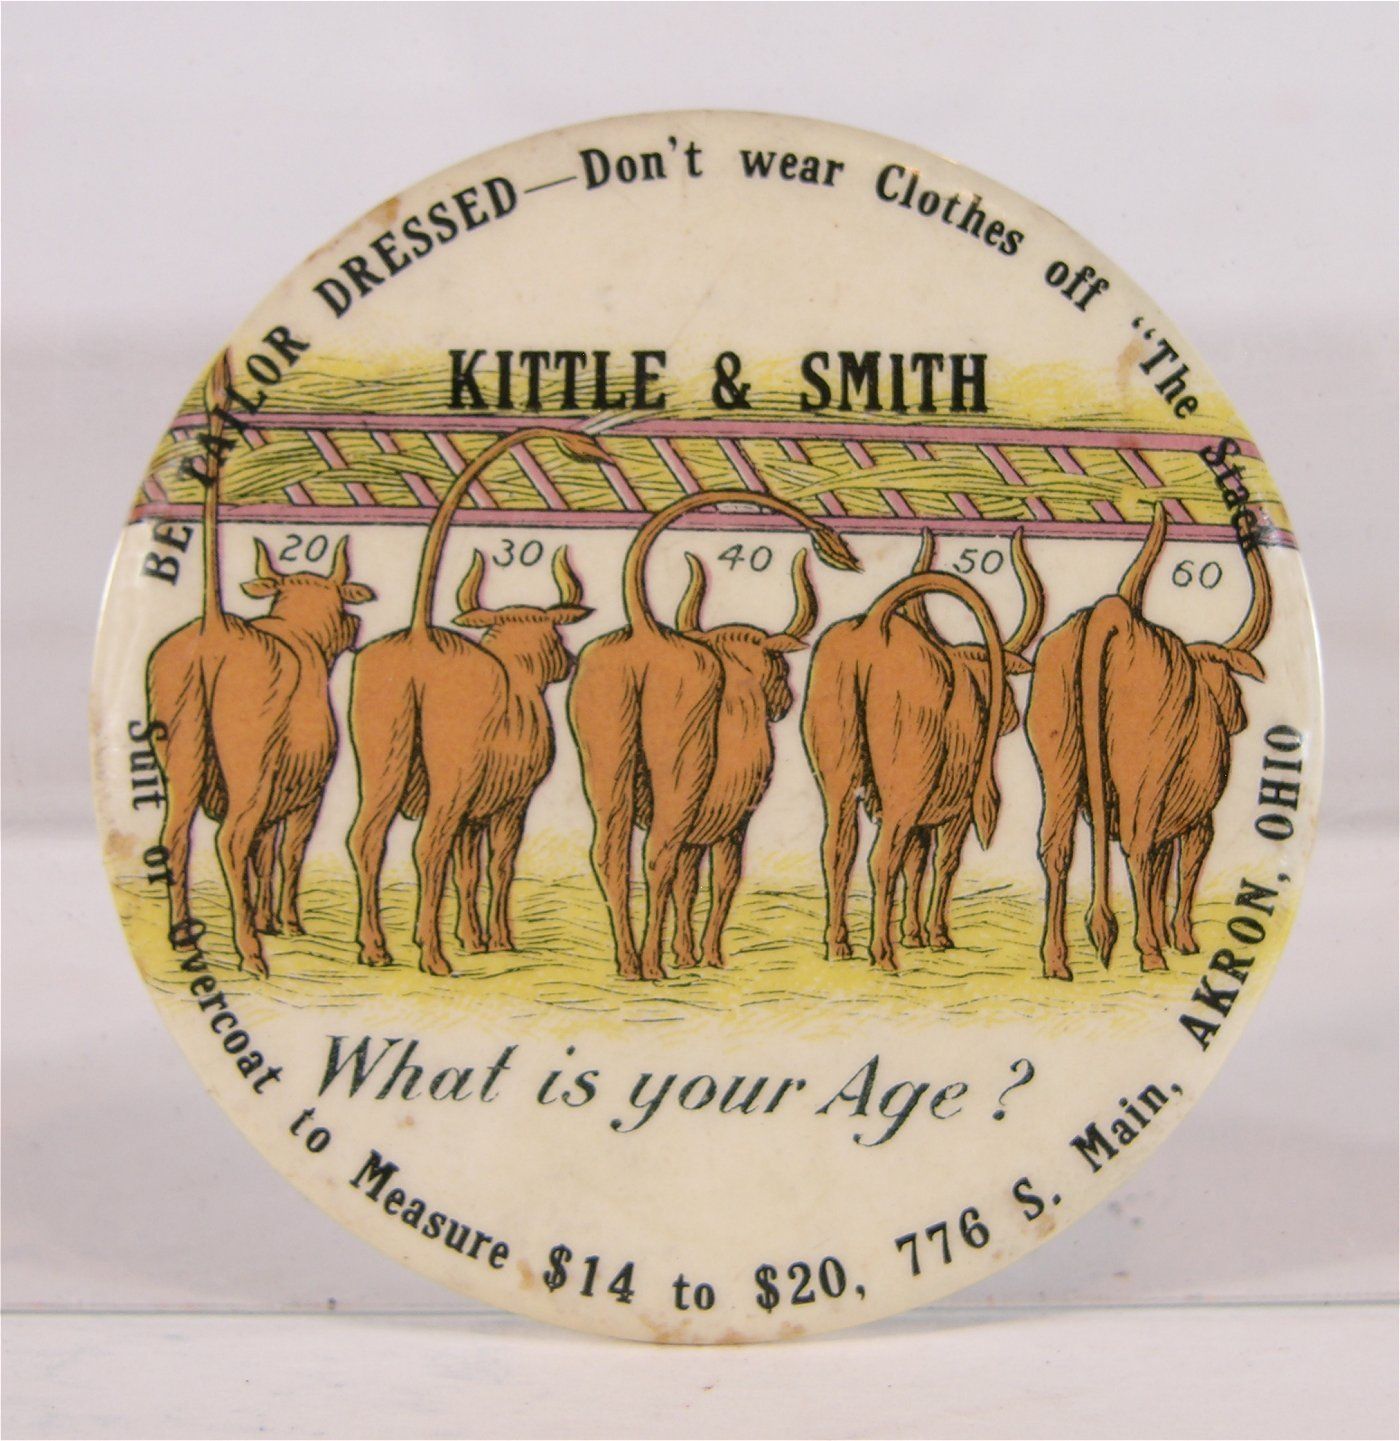 BE TAILOR DRESSED—Don't wear Clothes off “The Stack
KITTLE & SMITH
20 30 40 50 60
What is your Age ?
Suit or Overcoat to Measure $14 to $20, 776 S. Main, AKRON, OHIO